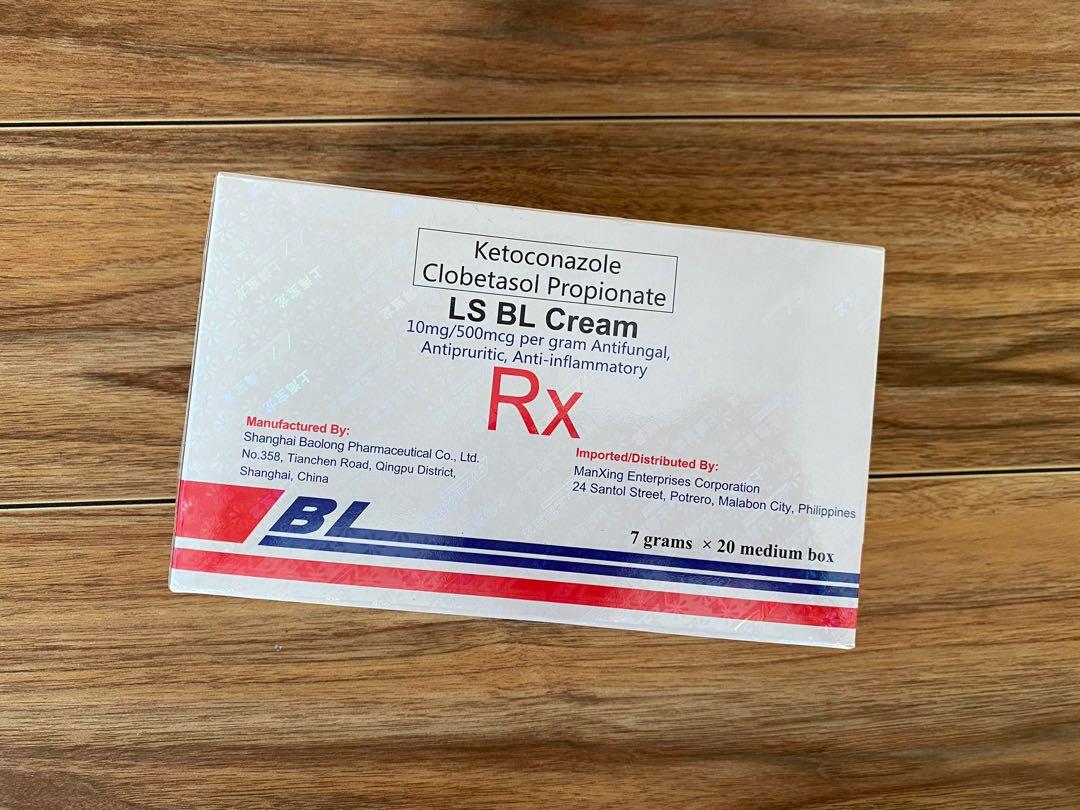 Ketoconazole
Clobetasol Propionate
LS BL Cream
10mg/500mcg per gram Antifungal,
Antipruritic, Anti-inflammatory
Rx
Manufactured By:
Shanghai Baolong Pharmaceutical Co., Ltd.
No.358, Tianchen Road, Qingpu District,
Shanghai, China
Imported/Distributed By:
ManXing Enterprises Corporation
24 Santol Street, Potrero, Malabon City, Philippines
BL
7 grams × 20 medium box